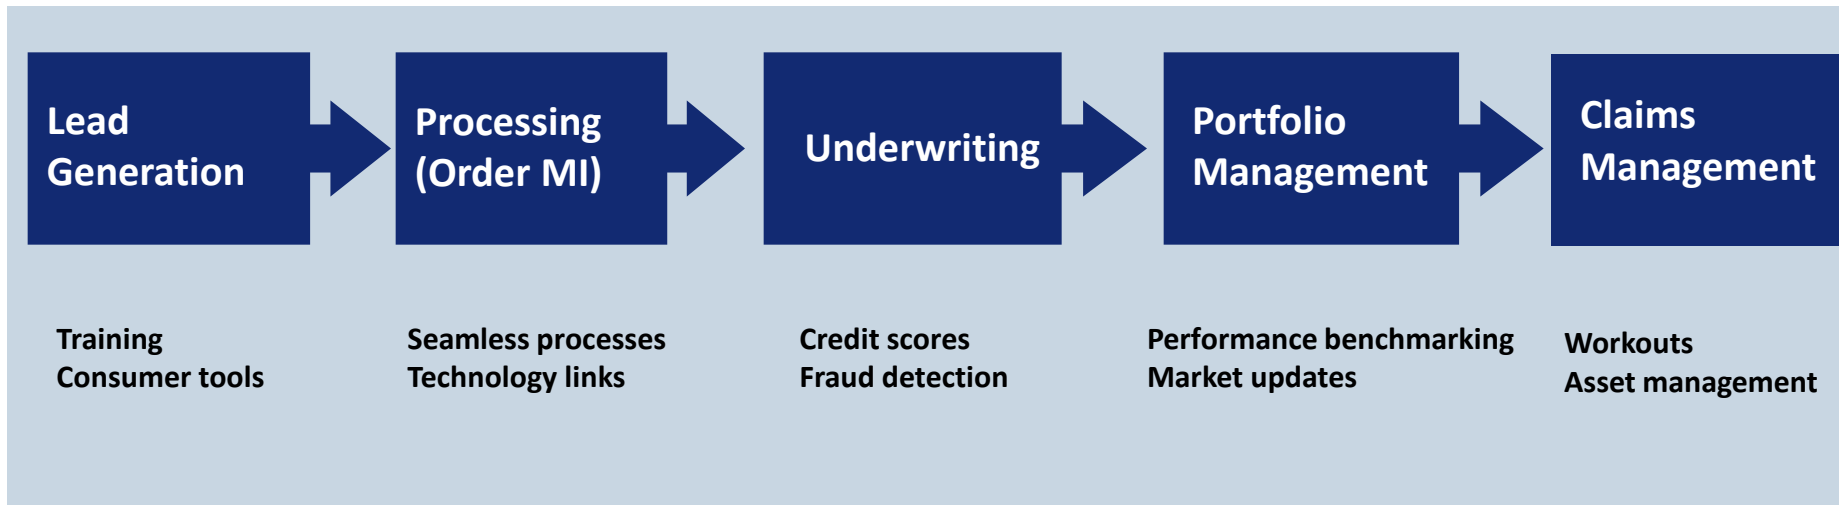 Lead
Generation
Processing
(Order MI)
Underwriting
Portfolio
Management
Claims
Management
Training
Consumer tools
Seamless processes
Technology links
Credit scores
Fraud detection
Performance benchmarking
Market updates
Workouts
Asset management